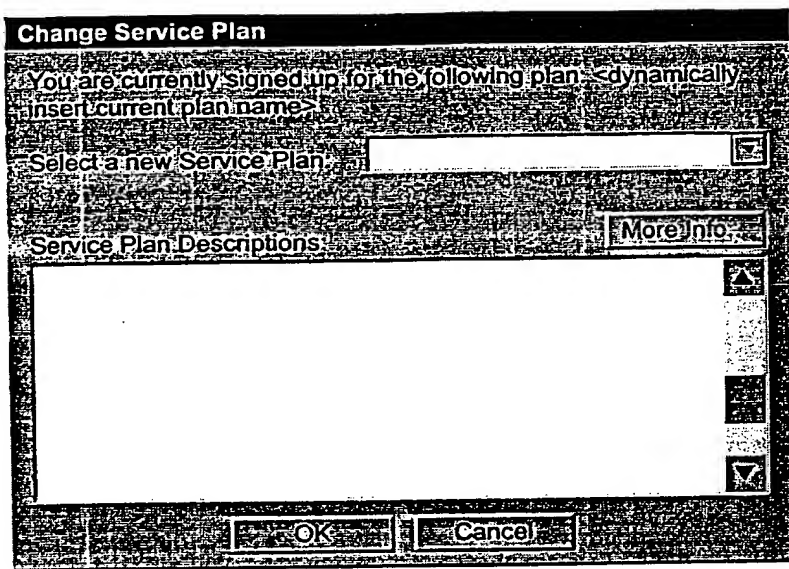 Change Service Plan
You are currently signed up for the following plan: <dynamically
insert current plan name>
Select a new Service Plan:
More Info...
Service Plan Descriptions:
OK
Cancel